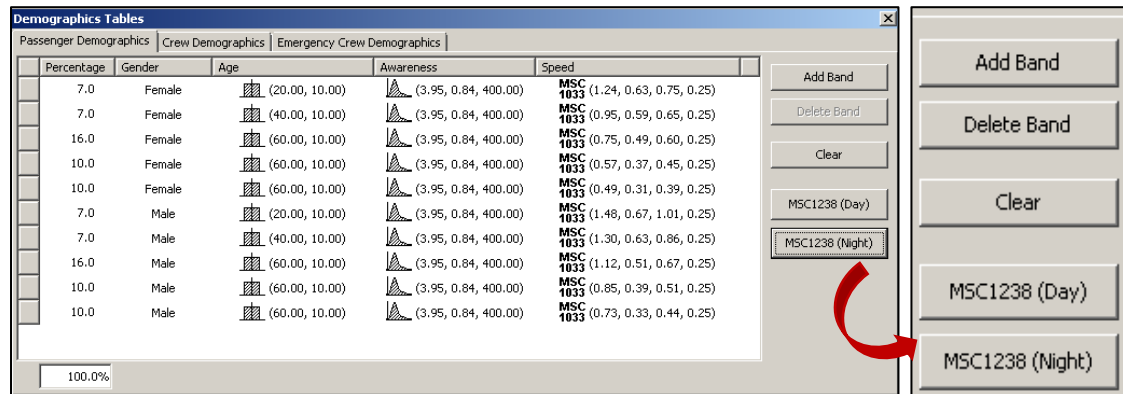 Demographics Tables
Passenger Demographics Crew Demographics Emergency Crew Demographics
Percentage Gender Age Awareness Speed
7.0 Female (20.00, 10.00) (3.95, 0.84, 400.00) MSC 1033 (1.24, 0.63, 0.75, 0.25)
7.0 Female (40.00, 10.00) (3.95, 0.84, 400.00) MSC 1033 (0.95, 0.59, 0.65, 0.25)
16.0 Female (60.00, 10.00) (3.95, 0.84, 400.00) MSC 1033 (0.75, 0.49, 0.60, 0.25)
10.0 Female (60.00, 10.00) (3.95, 0.84, 400.00) MSC 1033 (0.57, 0.37, 0.45, 0.25)
10.0 Female (60.00, 10.00) (3.95, 0.84, 400.00) MSC 1033 (0.49, 0.31, 0.39, 0.25)
7.0 Male (20.00, 10.00) (3.95, 0.84, 400.00) MSC 1033 (1.48, 0.67, 1.01, 0.25)
7.0 Male (40.00, 10.00) (3.95, 0.84, 400.00) MSC 1033 (1.30, 0.63, 0.86, 0.25)
16.0 Male (60.00, 10.00) (3.95, 0.84, 400.00) MSC 1033 (1.12, 0.51, 0.67, 0.25)
10.0 Male (60.00, 10.00) (3.95, 0.84, 400.00) MSC 1033 (0.85, 0.39, 0.51, 0.25)
10.0 Male (60.00, 10.00) (3.95, 0.84, 400.00) MSC 1033 (0.73, 0.33, 0.44, 0.25)
100.0%
Add Band
Delete Band
Clear
MSC1238 (Day)
MSC1238 (Night)
Add Band
Delete Band
Clear
MSC1238 (Day)
MSC1238 (Night)